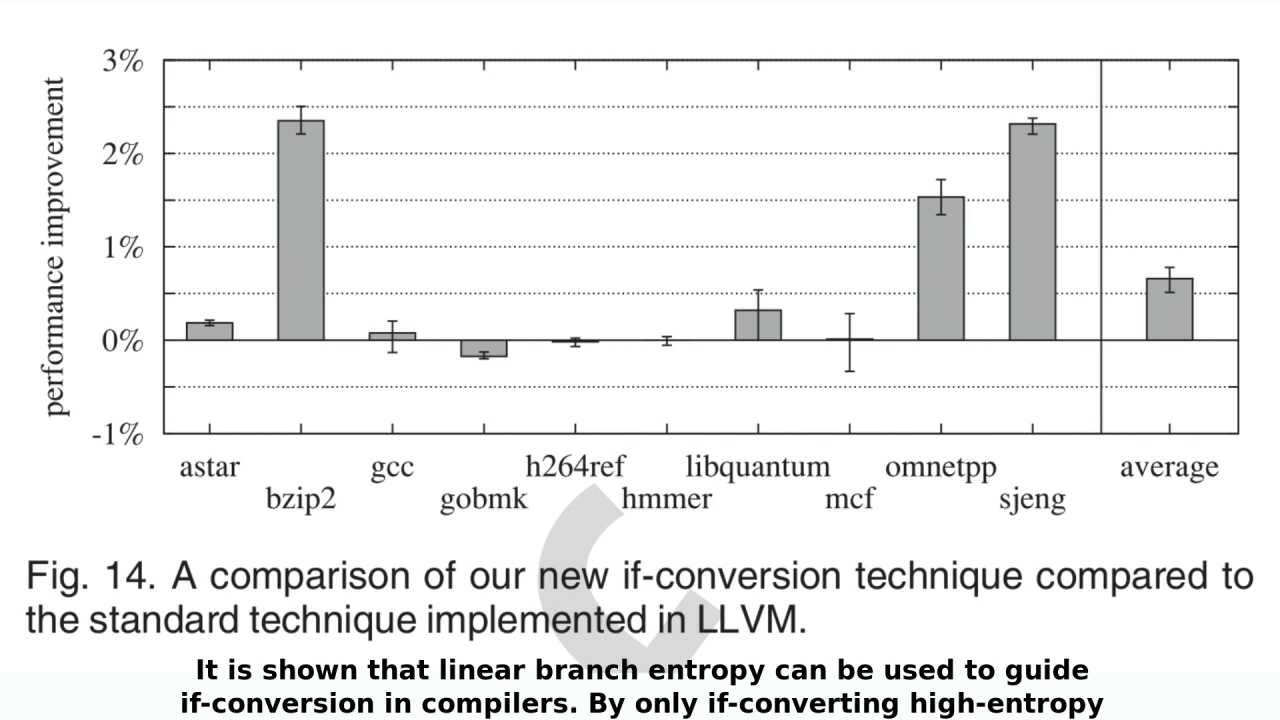 3%
2%
1%
0%
-1%
performance improvement
astar
bzip2
gcc
gobmk
h264ref
hmmer
libquantum
mcf
omnetpp
sjeng
average
Fig. 14. A comparison of our new if-conversion technique compared to
the standard technique implemented in LLVM.
It is shown that linear branch entropy can be used to guide
if-conversion in compilers. By only if-converting high-entropy